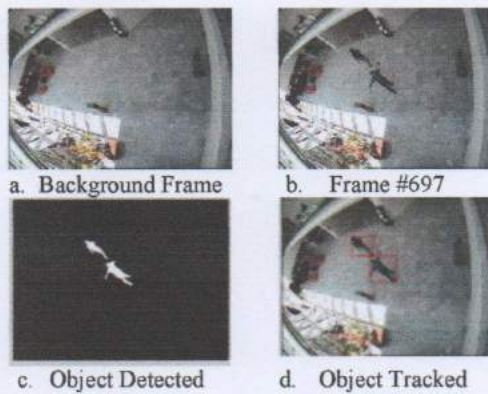 a. Background Frame
b. Frame #697
c. Object Detected
d. Object Tracked